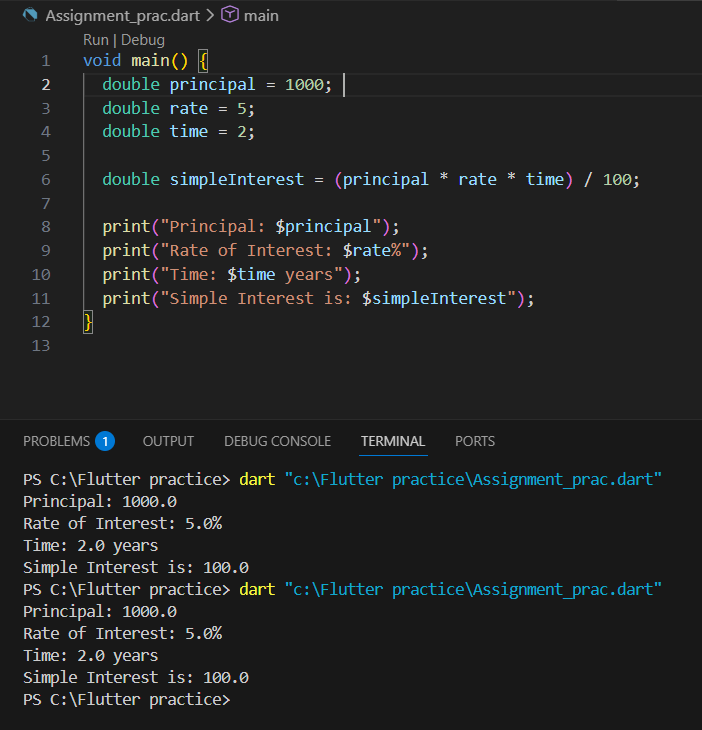 Assignment_prac.dart > main
Run | Debug
1 void main() {
2   double principal = 1000;
3   double rate = 5;
4   double time = 2;
5
6   double simpleInterest = (principal * rate * time) / 100;
7
8   print("Principal: $principal");
9   print("Rate of Interest: $rate%");
10   print("Time: $time years");
11   print("Simple Interest is: $simpleInterest");
12 }
13
PROBLEMS 1 OUTPUT DEBUG CONSOLE TERMINAL PORTS
PS C:\Flutter practice> dart "c:\Flutter practice\Assignment_prac.dart"
Principal: 1000.0
Rate of Interest: 5.0%
Time: 2.0 years
Simple Interest is: 100.0
PS C:\Flutter practice> dart "c:\Flutter practice\Assignment_prac.dart"
Principal: 1000.0
Rate of Interest: 5.0%
Time: 2.0 years
Simple Interest is: 100.0
PS C:\Flutter practice>